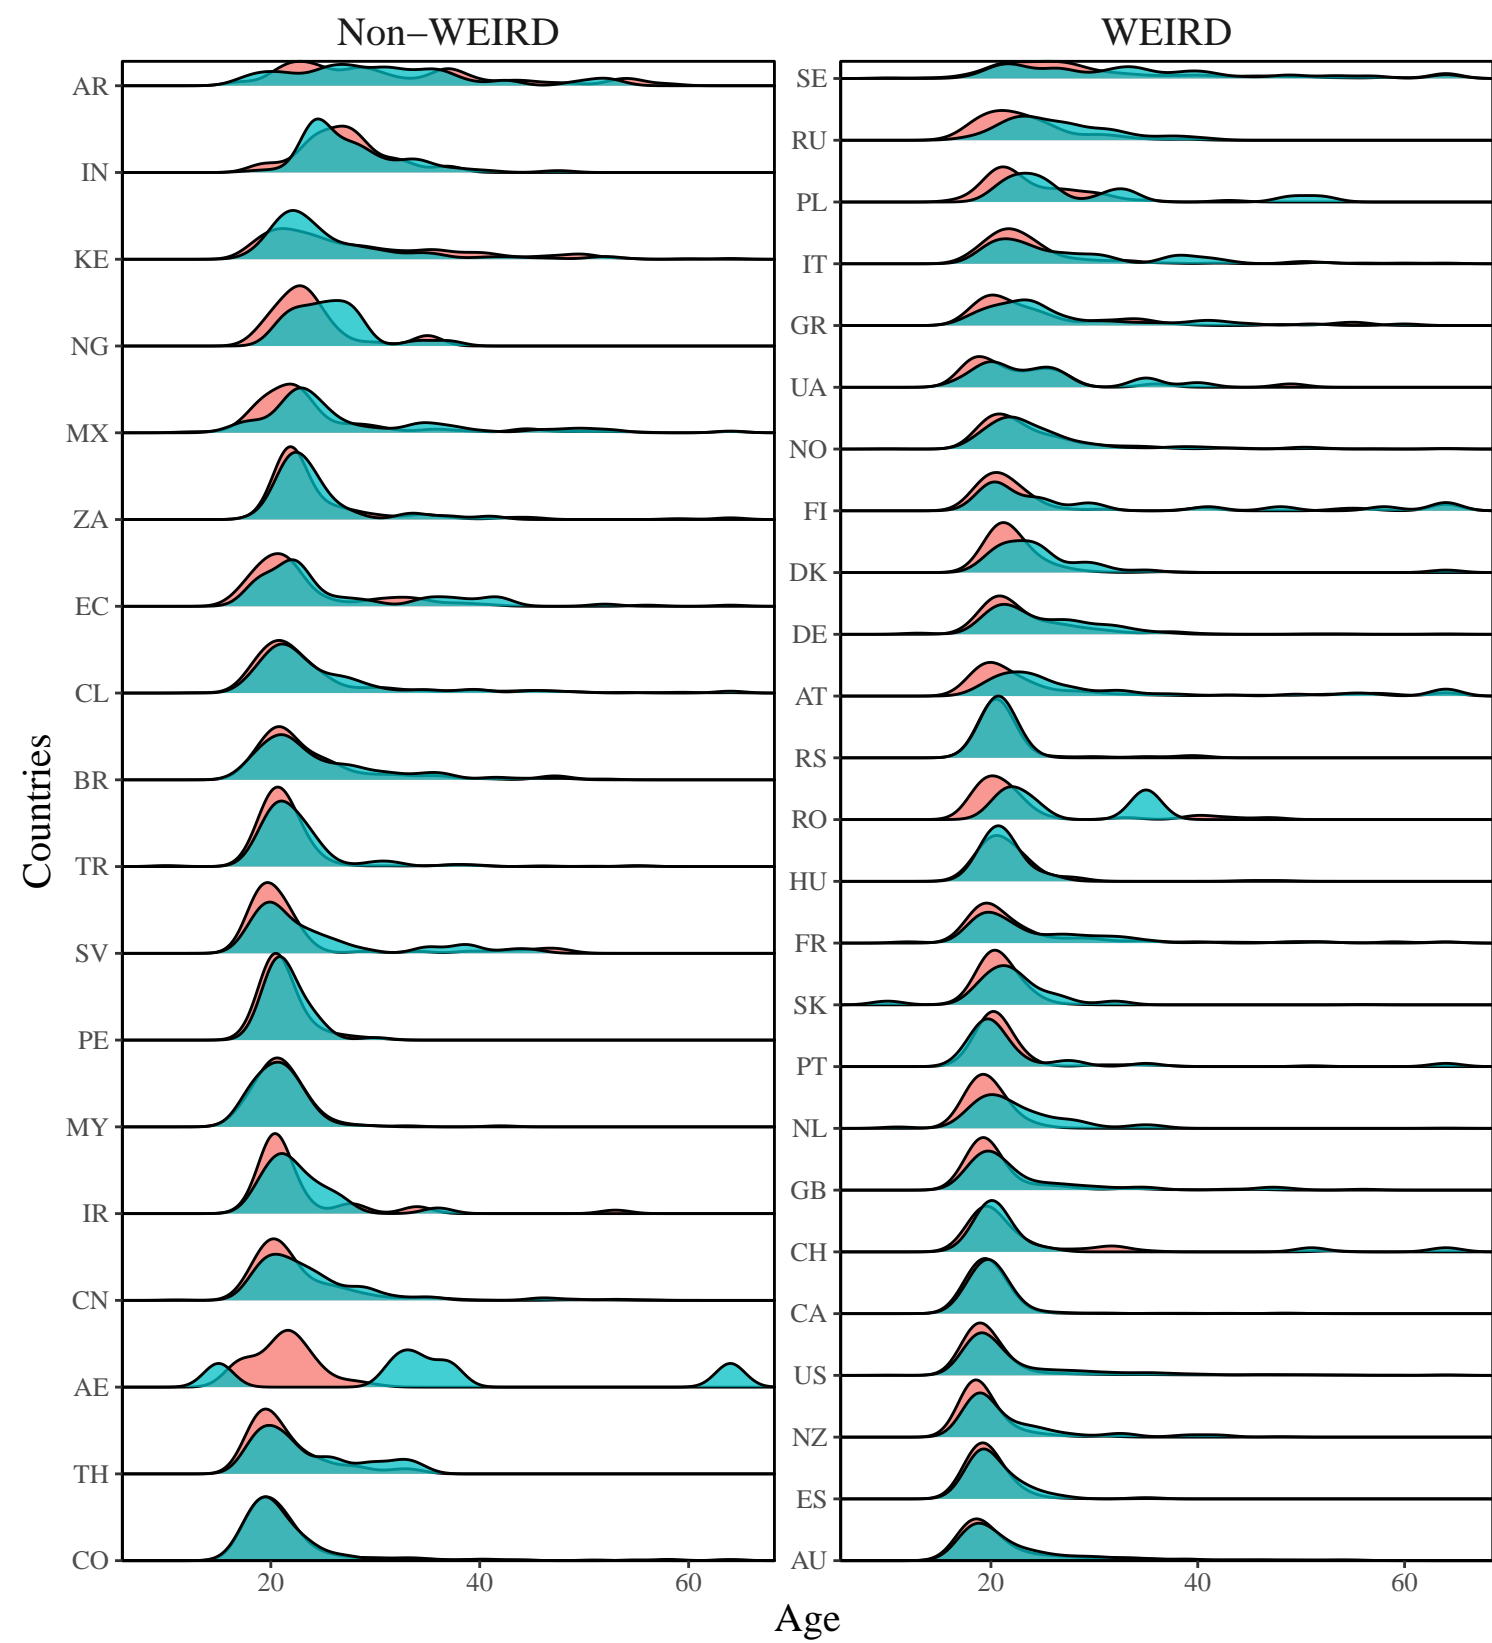 Non−WEIRD
WEIRD
Countries
AR
IN
KE
NG
MX
ZA
EC
CL
BR
TR
SV
PE
MY
IR
CN
AE
TH
CO
SE
RU
PL
IT
GR
UA
NO
FI
DK
DE
AT
RS
RO
HU
FR
SK
PT
NL
GB
CH
CA
US
NZ
ES
AU
20 40 60
20 40 60
Age